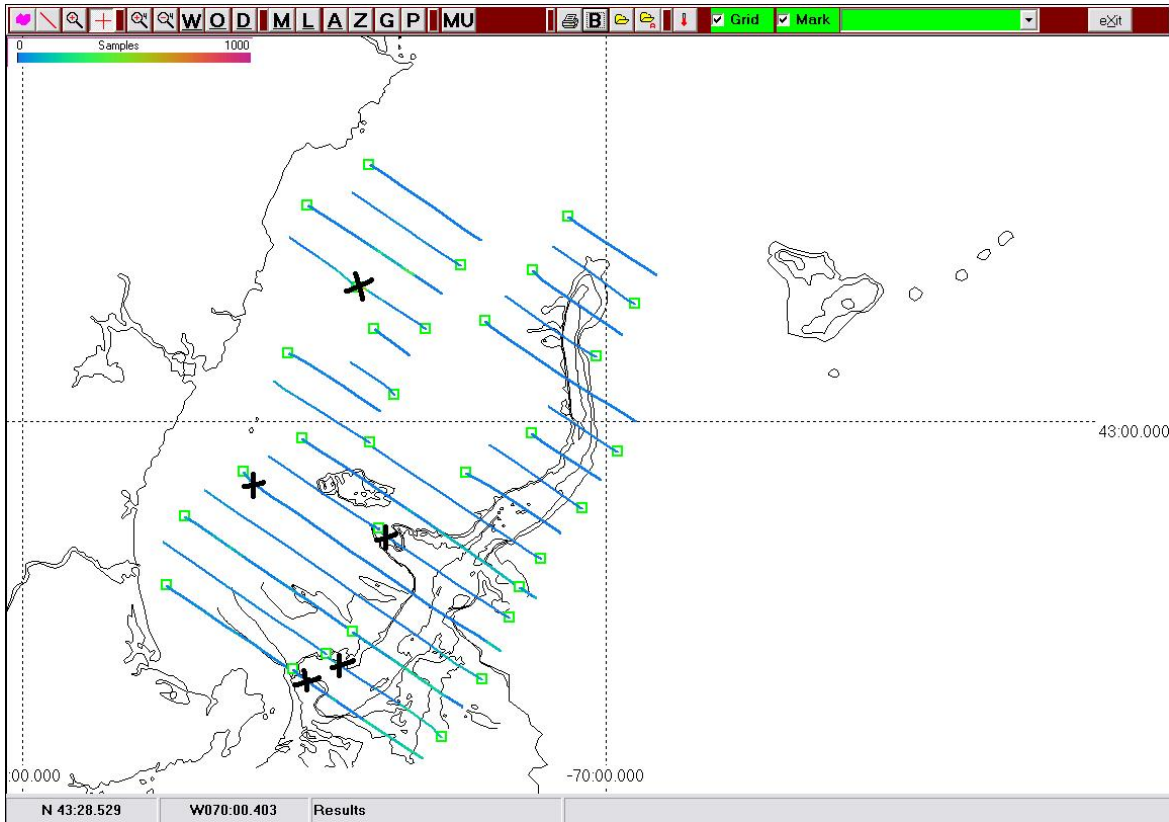 W O D M L A Z G P MU B Grid Mark eXit
0 Samples 1000
43:00.000
:00.000 -70:00.000
N 43:28.529 W070:00.403 Results